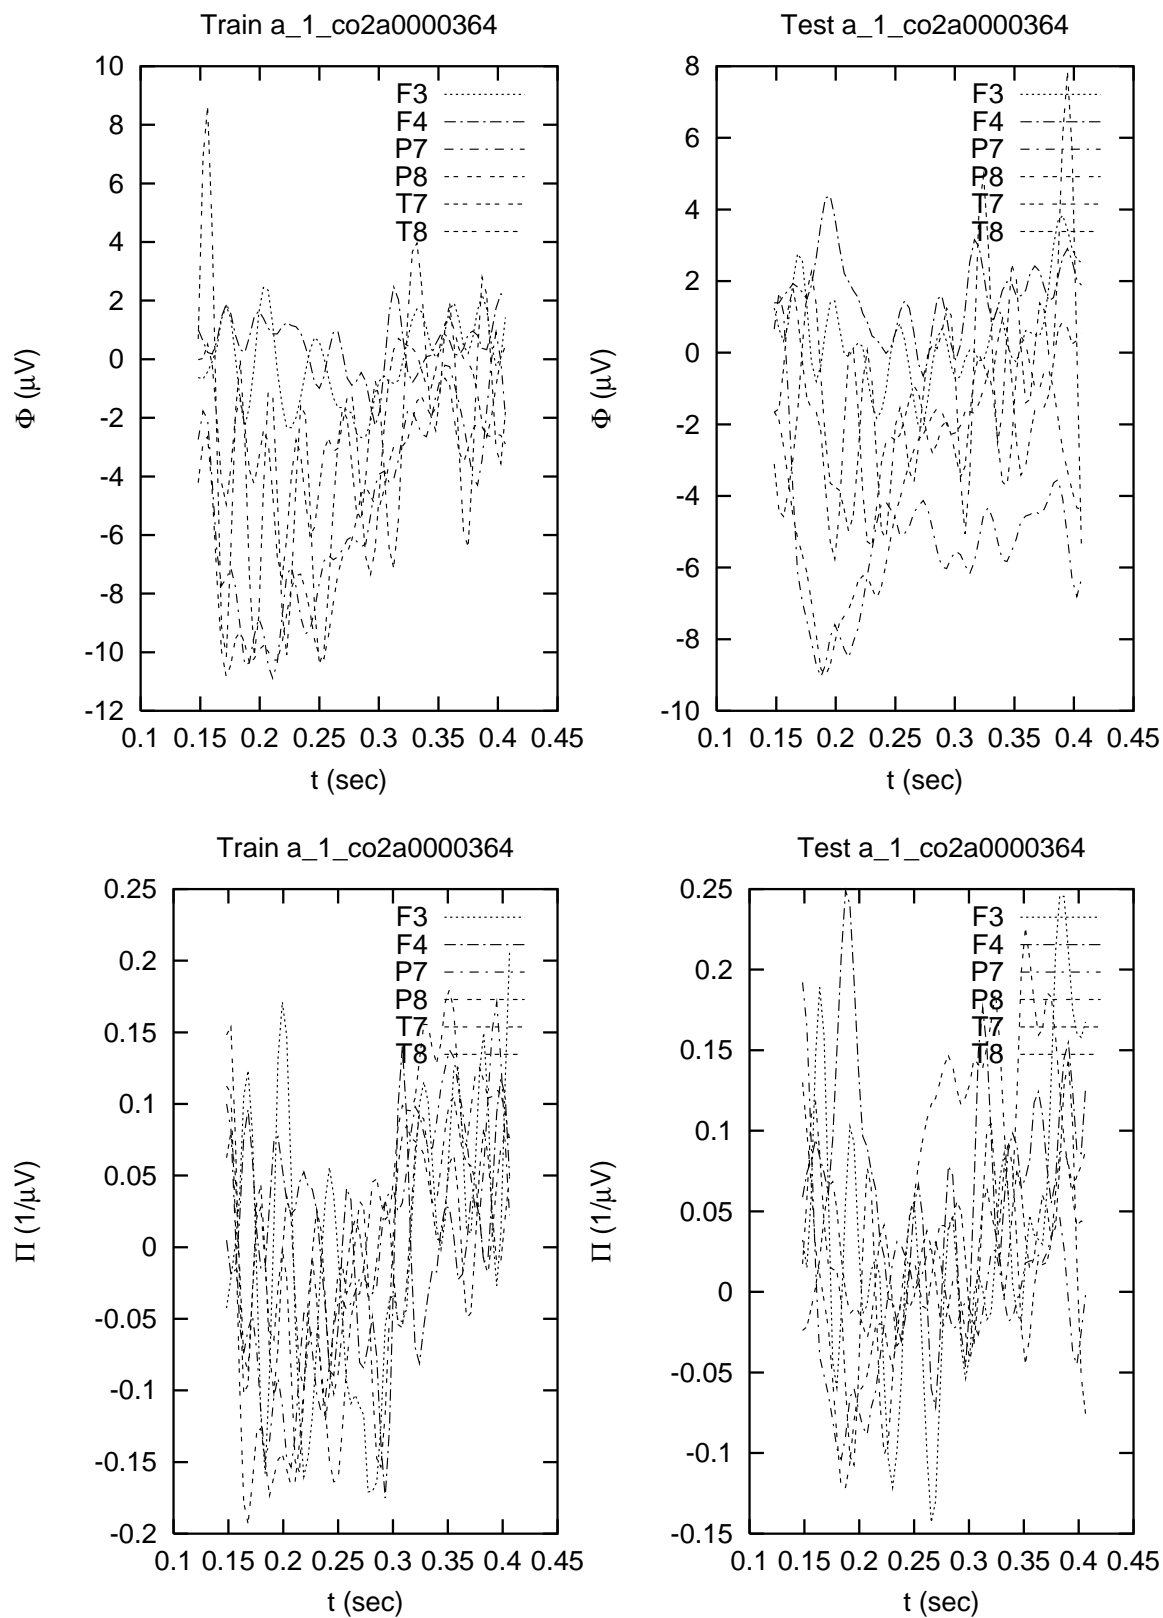 Train a_1_co2a0000364
10
8
6
4
2
0
-2
-4
-6
-8
-10
-12
0.1 0.15 0.2 0.25 0.3 0.35 0.4 0.45
Φ (μV)
t (sec)
F3
F4
P7
P8
T7
T8
Test a_1_co2a0000364
8
6
4
2
0
-2
-4
-6
-8
-10
0.1 0.15 0.2 0.25 0.3 0.35 0.4 0.45
Φ (μV)
t (sec)
F3
F4
P7
P8
T7
T8
Train a_1_co2a0000364
0.25
0.2
0.15
0.1
0.05
0
-0.05
-0.1
-0.15
-0.2
0.1 0.15 0.2 0.25 0.3 0.35 0.4 0.45
Π (1/μV)
t (sec)
F3
F4
P7
P8
T7
T8
Test a_1_co2a0000364
0.25
0.2
0.15
0.1
0.05
0
-0.05
-0.1
-0.15
0.1 0.15 0.2 0.25 0.3 0.35 0.4 0.45
Π (1/μV)
t (sec)
F3
F4
P7
P8
T7
T8